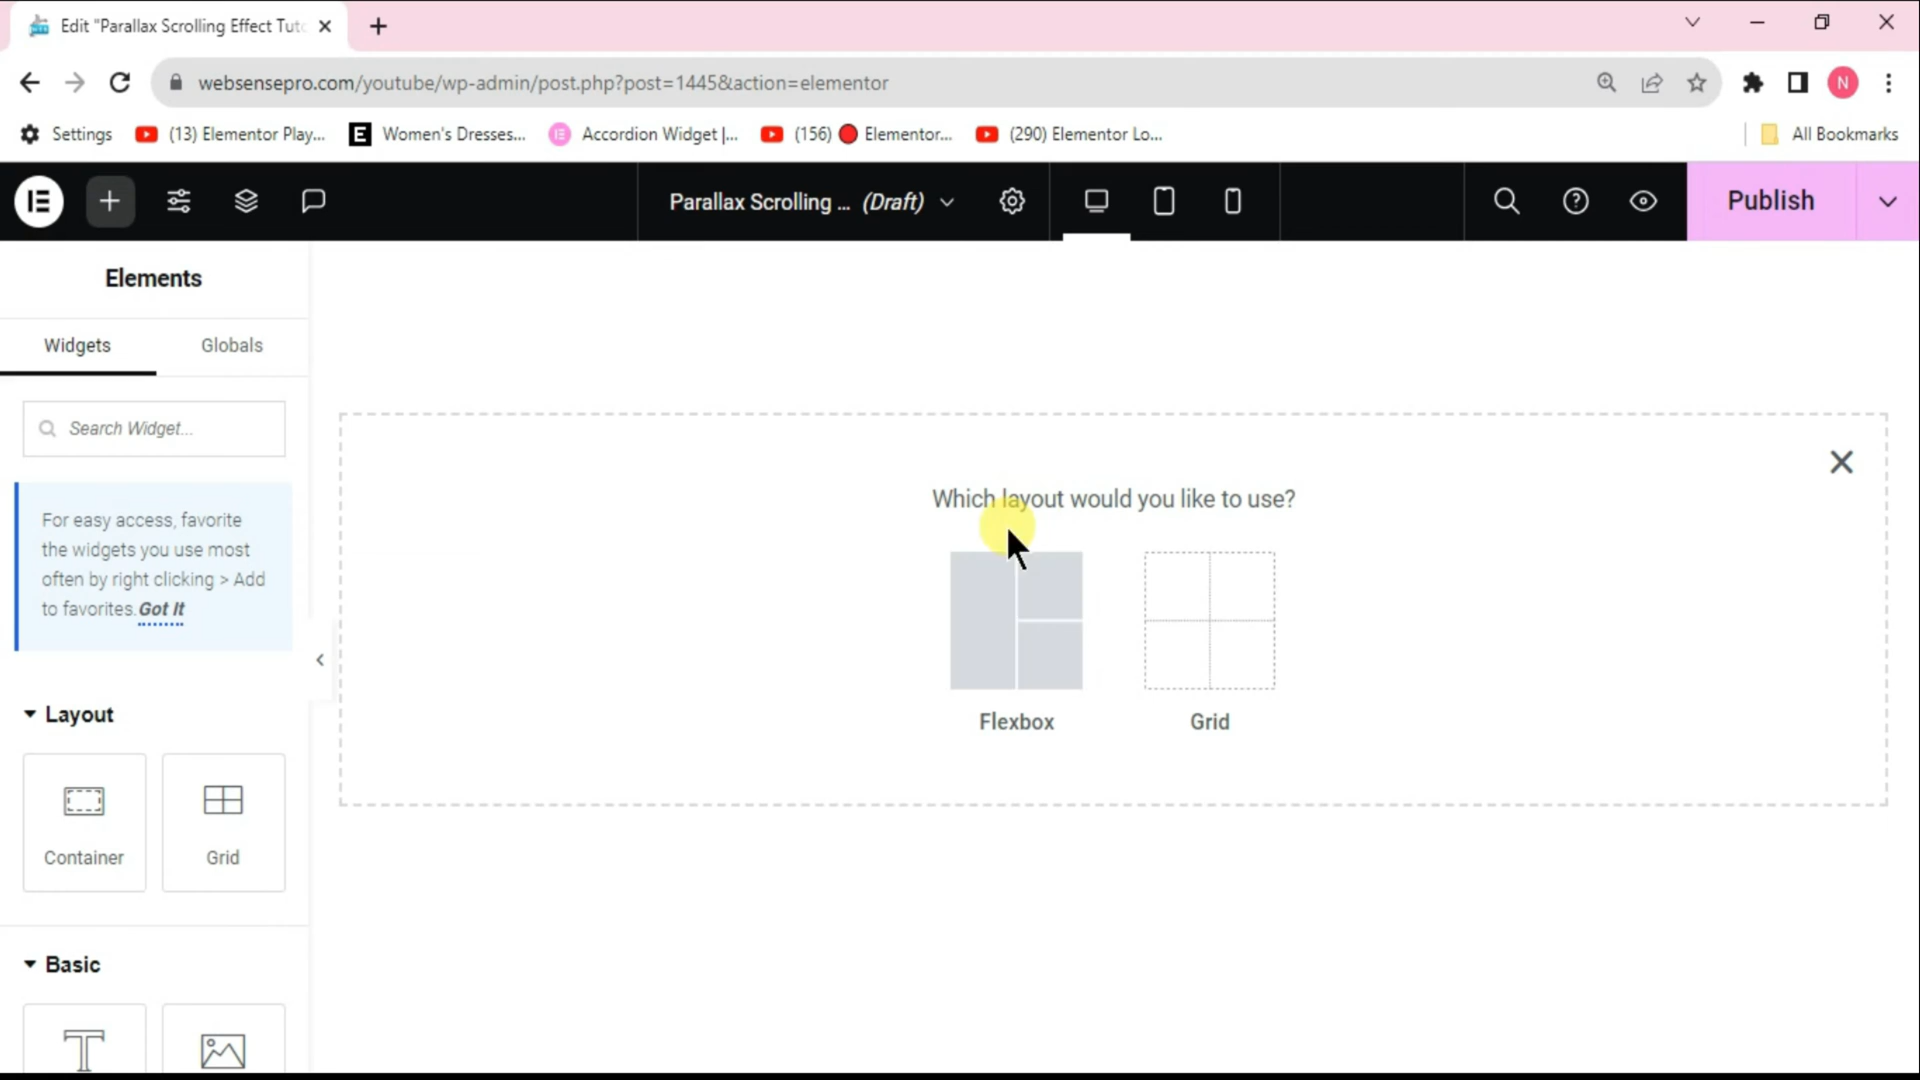 Edit "Parallax Scrolling Effect Tuto
websensepro.com/youtube/wp-admin/post.php?post=1445&action=elementor
N
Settings
(13) Elementor Play...
Women's Dresses...
Accordion Widget |...
(156)
Elementor...
(290) Elementor Lo...
All Bookmarks
Parallax Scrolling ... (Draft)
Publish
Elements
Widgets
Globals
Search Widget...
For easy access, favorite
the widgets you use most
often by right clicking > Add
to favorites. Got It
Layout
Container
Grid
Basic
Which layout would you like to use?
Flexbox
Grid